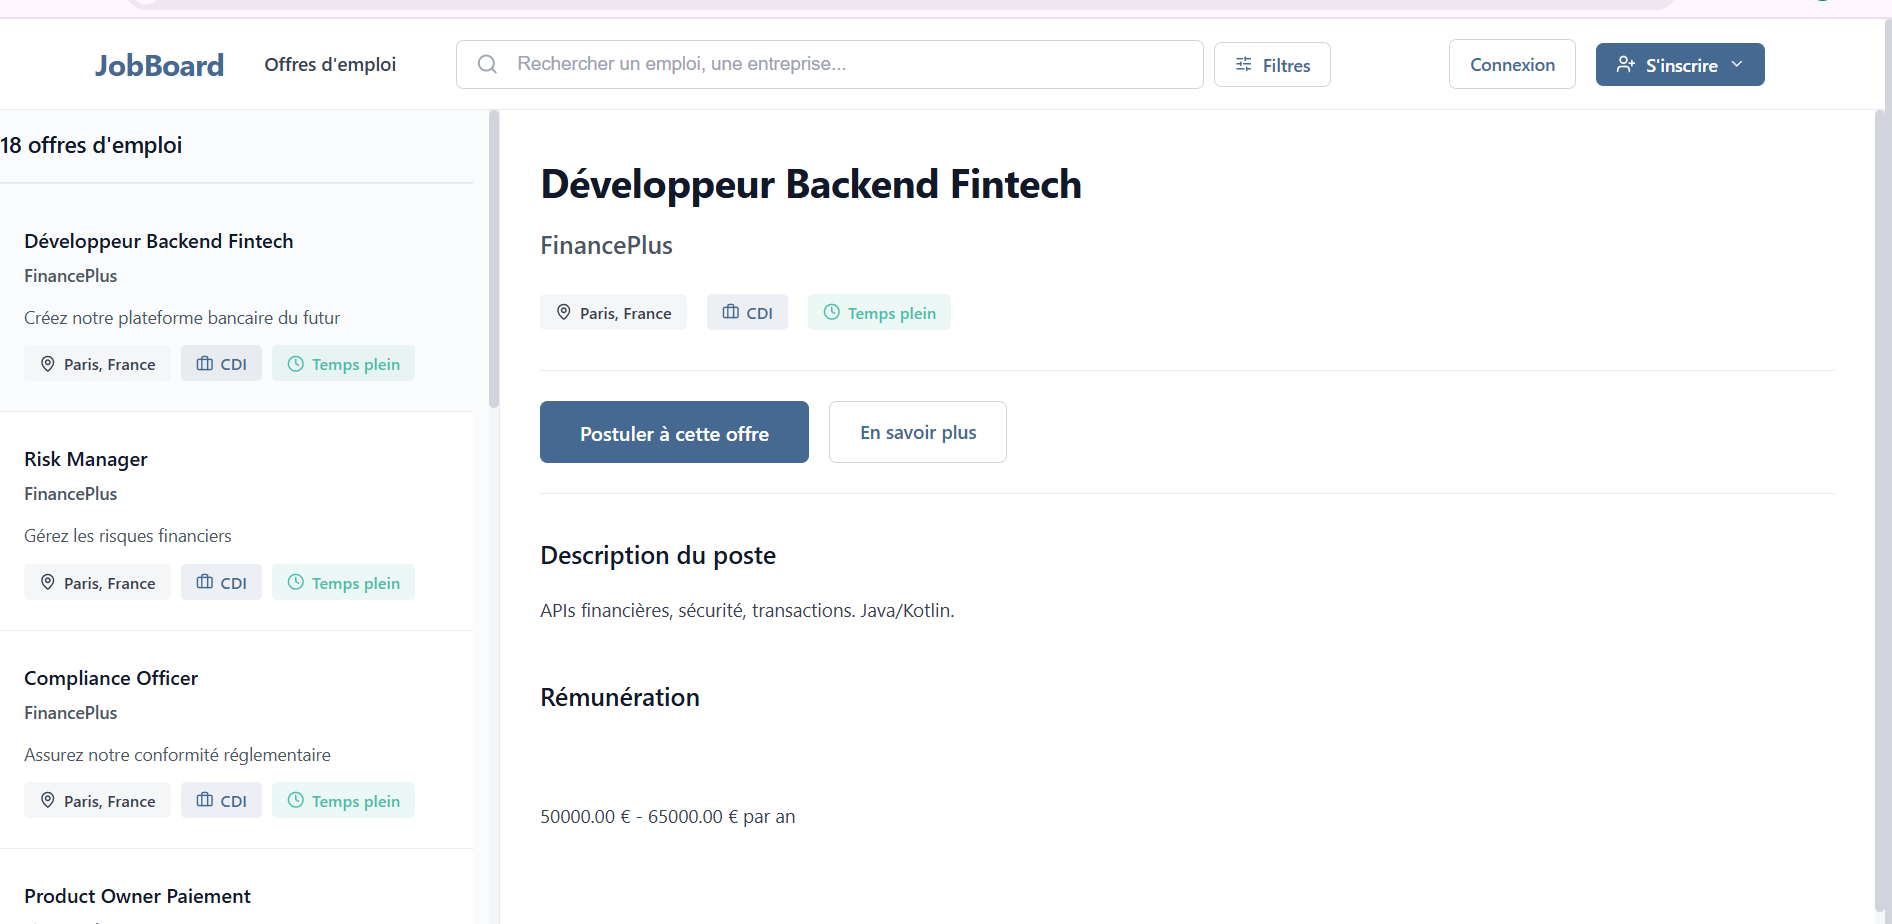 JobBoard
Offres d'emploi
Rechercher un emploi, une entreprise...
Filtres
Connexion
S'inscrire
18 offres d'emploi
Développeur Backend Fintech
FinancePlus
Créez notre plateforme bancaire du futur
Paris, France CDI Temps plein
Risk Manager
FinancePlus
Gérez les risques financiers
Paris, France CDI Temps plein
Compliance Officer
FinancePlus
Assurez notre conformité réglementaire
Paris, France CDI Temps plein
Product Owner Paiement
Développeur Backend Fintech
FinancePlus
Paris, France CDI Temps plein
Postuler à cette offre
En savoir plus
Description du poste
APIs financières, sécurité, transactions. Java/Kotlin.
Rémunération
50000.00 € - 65000.00 € par an